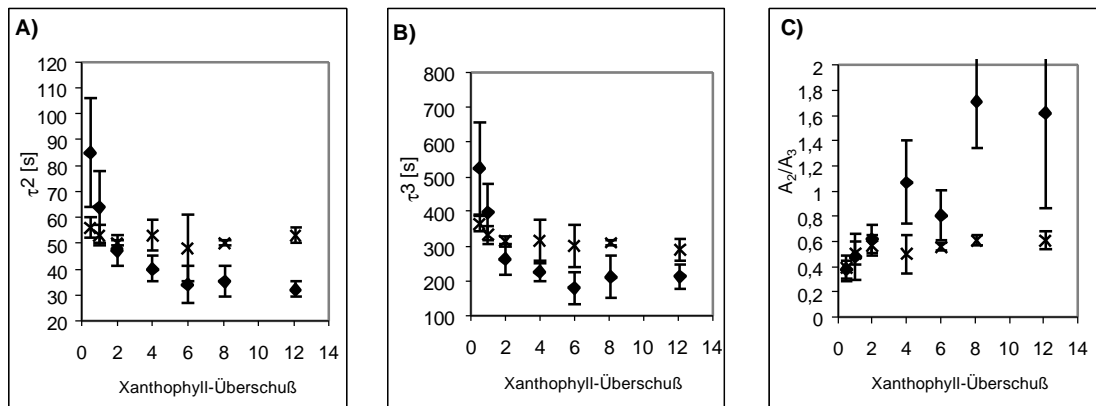 A)
τ2 [s]
120
110
100
90
80
70
60
50
40
30
20
0 2 4 6 8 10 12 14
Xanthophyll-Überschuß
B)
τ3 [s]
800
700
600
500
400
300
200
100
0 2 4 6 8 10 12 14
Xanthophyll-Überschuß
C)
A2/A3
2
1,8
1,6
1,4
1,2
1
0,8
0,6
0,4
0,2
0
0 2 4 6 8 10 12 14
Xanthophyll-Überschuß